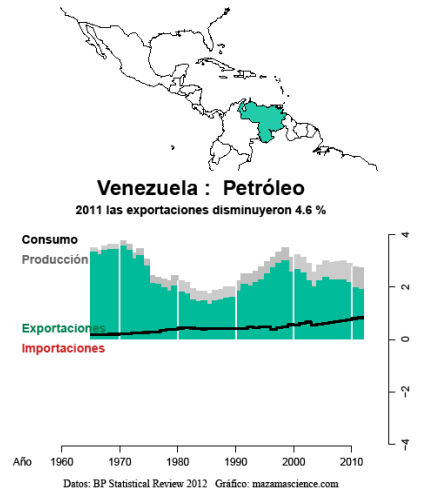 Venezuela : Petróleo
2011 las exportaciones disminuyeron 4.6 %
Consumo
Producción
Exportaciones
Importaciones
4
2
0
-2
-4
Año 1960 1970 1980 1990 2000 2010
Datos: BP Statistical Review 2012 Gráfico: mazamascience.com